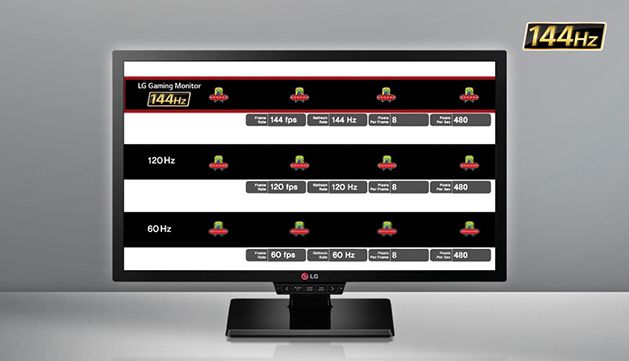 144Hz
LG Gaming Monitor
144Hz
Frame Rate 144 fps Refresh Rate 144 Hz Pixels Per Frame 8 Pixels Per Sec 480
120Hz
Frame Rate 120 fps Refresh Rate 120 Hz Pixels Per Frame 8 Pixels Per Sec 480
60Hz
Frame Rate 60 fps Refresh Rate 60 Hz Pixels Per Frame 8 Pixels Per Sec 480
LG